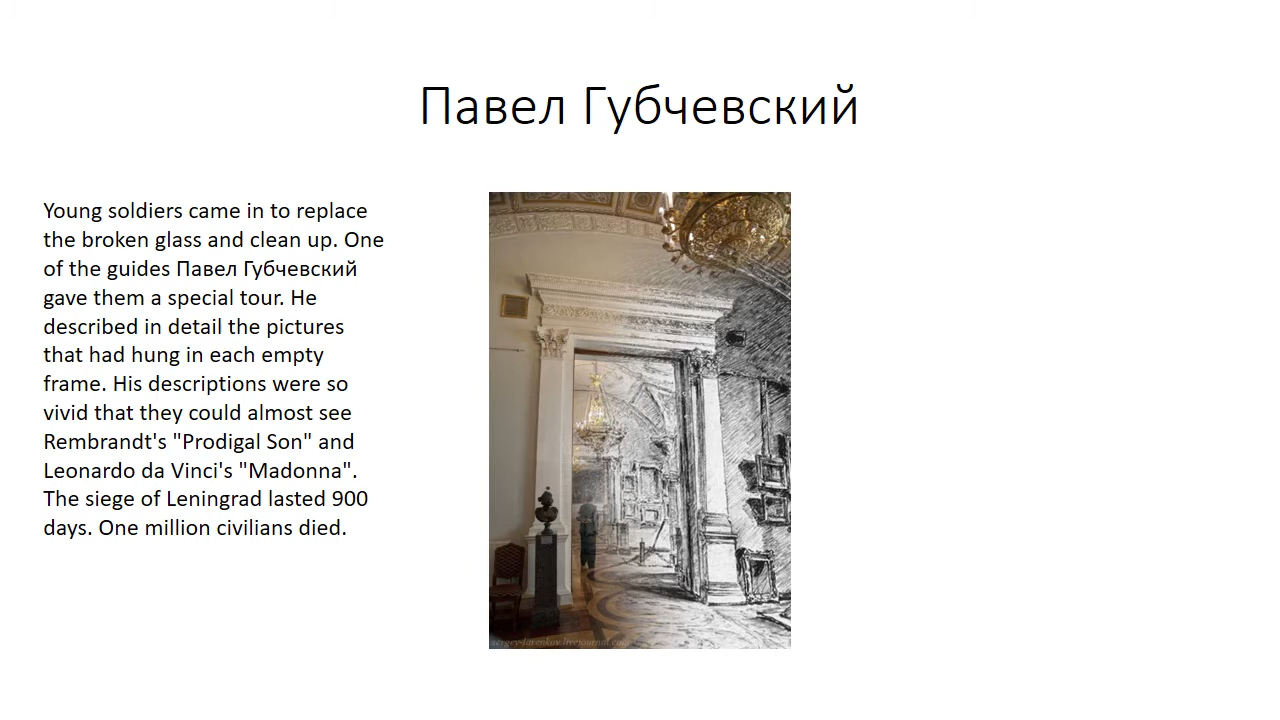 Павел Губчевский
Young soldiers came in to replace
the broken glass and clean up. One
of the guides Павел Губчевский
gave them a special tour. He
described in detail the pictures
that had hung in each empty
frame. His descriptions were so
vivid that they could almost see
Rembrandt's "Prodigal Son" and
Leonardo da Vinci's "Madonna".
The siege of Leningrad lasted 900
days. One million civilians died.